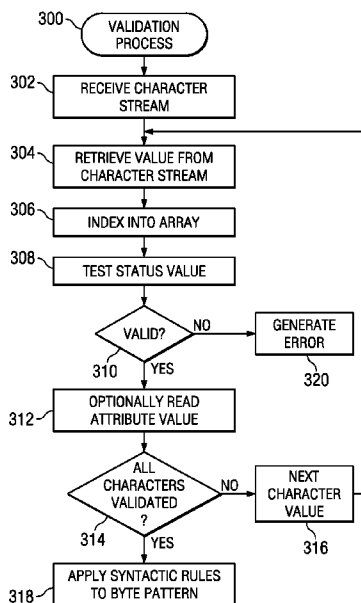 300
VALIDATION
PROCESS
302
RECEIVE CHARACTER
STREAM
304
RETRIEVE VALUE FROM
CHARACTER STREAM
306
INDEX INTO ARRAY
308
TEST STATUS VALUE
VALID?
NO
310
YES
GENERATE
ERROR
320
312
OPTIONALLY READ
ATTRIBUTE VALUE
ALL
CHARACTERS
VALIDATED
?
NO
314
YES
NEXT
CHARACTER
VALUE
316
318
APPLY SYNTACTIC RULES
TO BYTE PATTERN